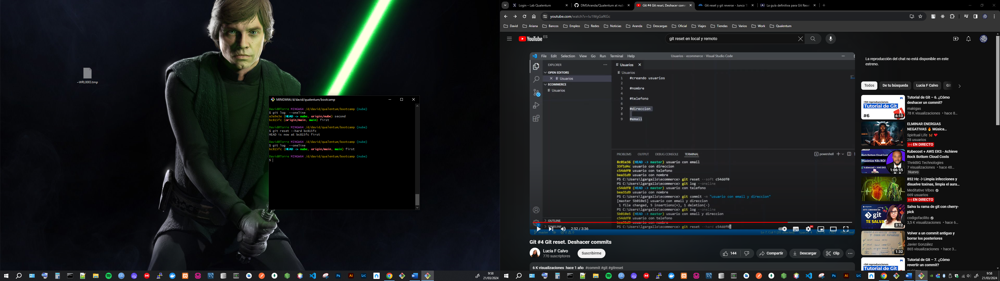 ~WRL0003.tmp
MINGW64:/d/david/qualentum/bootcamp
David@Torre MINGW64 /d/david/qualentum/bootcamp (nube)
$ git log --oneline
a3a9e3e (HEAD -> nube, origin/nube) second
bc815fc (origin/main, main) first
David@Torre MINGW64 /d/david/qualentum/bootcamp (nube)
$ git reset --hard bc815fc
HEAD is now at bc815fc first
David@Torre MINGW64 /d/david/qualentum/bootcamp (nube)
$ git log --oneline
bc815fc (HEAD -> nube, origin/main, main) first
David@Torre MINGW64 /d/david/qualentum/bootcamp (nube)
$
9:58
21/03/2024
Login – Lab Qualentum
DMSAranda/Qualentum at nub
Git #4 Git reset. Deshacer comm
Git reset y git reverse - Junco T
La guía definitiva para Git Reset
youtube.com/watch?v=Iu1WgGafKGc
David Ariana Bancos Empleo Redes Noticias Aranda Descargas Oficial Viajes Tiendas Varios Work Qualentum
YouTube ES
git reset en local y remoto
File Edit Selection View Go Run Terminal Help
Usuarios - ecommerce - Visual Studio Code
EXPLORER
OPEN EDITORS
Usuarios
ECOMMERCE
Usuarios
Usuarios
Usuarios
1 #creando usuarios
2
3 #nombre
4
5 #telefono
6
7 #direccion
8
9 #email
PROBLEMS OUTPUT DEBUG CONSOLE TERMINAL
powershell
8c01e36 (HEAD -> master) usuario con email
33f1d4c usuario con direccion
c54ddf0 usuario con telefono
bea31d9 usuario con nombre
PS C:\Users\lgargallo\ecommerce> git reset --soft c54ddf0
PS C:\Users\lgargallo\ecommerce> git log --oneline
c54ddf0 (HEAD -> master) usuario con telefono
bea31d9 usuario con nombre
PS C:\Users\lgargallo\ecommerce> git commit -m "usuario con email y direccion"
[master 5b010e5] usuario con email y direccion
1 file changed, 5 insertions(+), 1 deletion(-)
PS C:\Users\lgargallo\ecommerce> git log --oneline
5b010e5 (HEAD -> master) usuario con email y direccion
c54ddf0 usuario con telefono
bea31d9 usuario con nombre
PS C:\Users\lgargallo\ecommerce> git reset --hard c54ddf0
OUTLINE
TIMELINE
2:52 / 3:36
master
Git #4 Git reset. Deshacer commits
Lucia F Calvo
770 suscriptores
Suscribirme
144
Compartir
Descargar
Clip
6 K visualizaciones hace 1 año #commit #git #gitreset
La reproducción del chat no está disponible en este
estreno.
Todos
De tu búsqueda
Lucia F Calvo
Git
+1M reproducciones
Tutorial de Git
#6
6:13
Tutorial de Git – 6. ¿Cómo
deshacer un commit?
makigas
78 K visualizaciones • hace 8...
ELMINAR ENERGIAS
NEGATIVAS 🔥 Música...
Spiritual Life
28 usuarios
EN DIRECTO
Rock Bottom Cloud Cost
Maximize K8s ROI
kubecost + AWS EKS
1:06:15
Kubecost + AWS EKS - Achieve
Rock Bottom Cloud Costs
ThnkBIG Technologies
7 visualizaciones • hace 48...
Nuevo
852 Hz -> Limpia infecciones y
disuelve toxinas, limpia el aura...
Meditative Vibes
669 usuarios
EN DIRECTO
ESTE COMANDO EN
git
TE SALVA
3:12
Salva tu rama de git con cherry-
pick
codigofacilito
3,5 K visualizaciones • hace 6...
1:32
Volver a un commit antiguo y
borrar los posteriores
Javier González
865 visualizaciones • hace 3...
+1M reproducciones
Tutorial de Git
Tutorial de Git – 7. ¿Cómo
revertir un commit?
9:58
21/03/2024